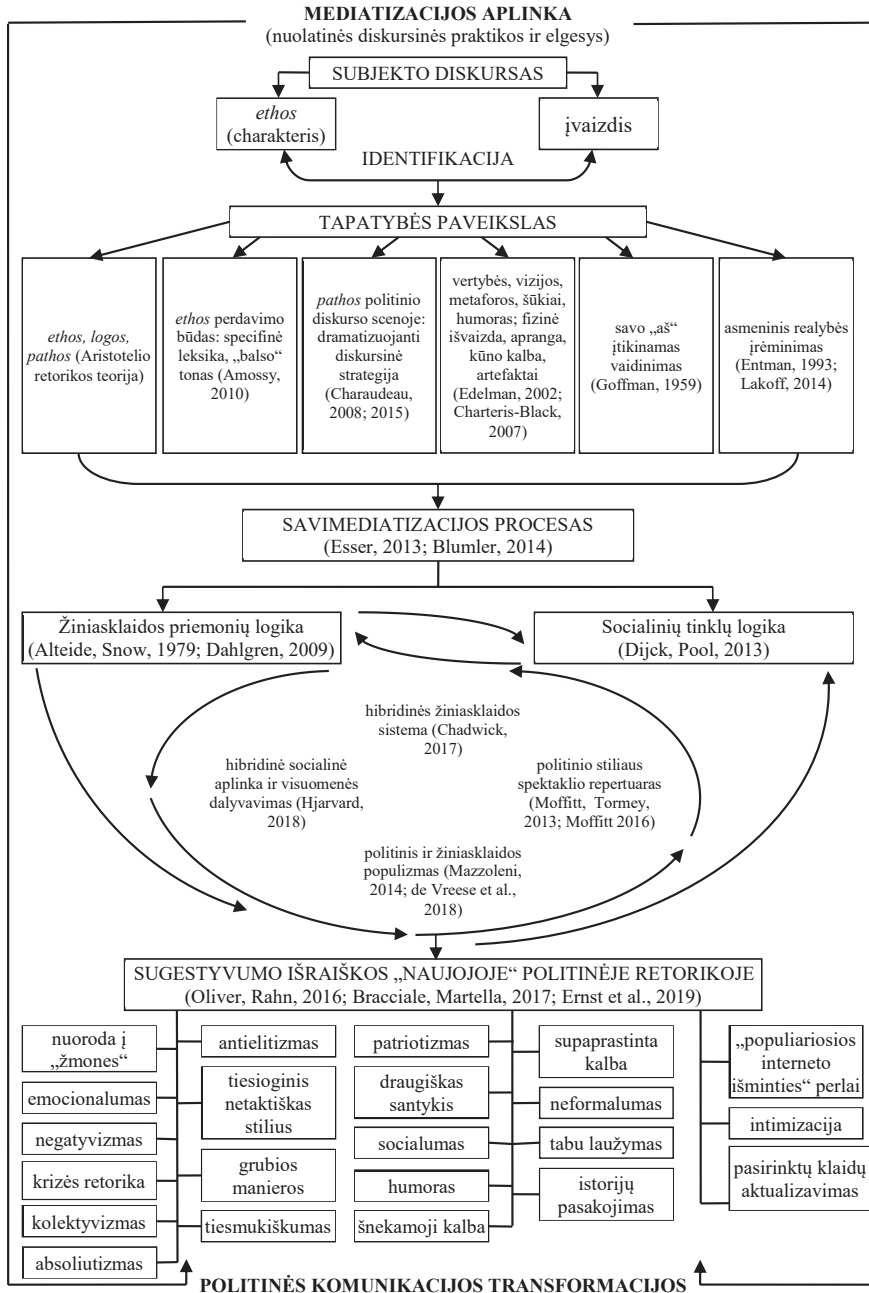 MEDIATIZACIJOS APLINKA
(nuolatinės diskursinės praktikos ir elgesys)
SUBJEKTO DISKURSAS
ethos
(charakteris)
įvaizdis
IDENTIFIKACIJA
TAPATYBĖS PAVEIKSLAS
ethos, logos,
pathos (Aristotelio
retorikos teorija)
ethos perdavimo
būdas: specifinė
leksika, „balso“
tonas (Amossy,
2010)
pathos politinio
diskurso scenoje:
dramatizuojanti
diskursinė
strategija
(Charaudeau,
2008; 2015)
vertybės, vizijos,
metaforos, šūkiai,
humoras; fizinė
išvaizda, apranga,
kūno kalba,
artefaktai
(Edelman, 2002;
Charteris-Black,
2007)
savo „aš“
įtikinamas
vaidinimas
(Goffman, 1959)
asmeninis realybės
įrėminimas
(Entman, 1993;
Lakoff, 2014)
SAVIMEDIATIZACIJOS PROCESAS
(Esser, 2013; Blumler, 2014)
Žiniasklaidos priemonių logika
(Alteide, Snow, 1979; Dahlgren, 2009)
Socialinių tinklų logika
(Dijck, Pool, 2013)
hibridinės žiniasklaidos
sistema (Chadwick,
2017)
hibridinė socialinė
aplinka ir visuomenės
dalyvavimas (Hjarvard,
2018)
politinio stiliaus
spektaklio repertuaras
(Moffitt, Tormey,
2013; Moffitt 2016)
politinis ir žiniasklaidos
populizmas (Mazzoleni,
2014; de Vreese et al.,
2018)
SUGESTYVUMO IŠRAIŠKOS „NAUJOJOJE“ POLITINĖJE RETORIKOJE
(Oliver, Rahn, 2016; Bracciale, Martella, 2017; Ernst et al., 2019)
nuoroda į
„žmones“
emocionalumas
negatyvizmas
krizės retorika
kolektyvizmas
absoliutizmas
antielitizmas
tiesioginis
netaktiškas
stilius
grubios
manieros
tiesmukiškumas
patriotizmas
draugiškas
santykis
socialumas
humoras
šnekamoji kalba
supaprastinta
kalba
neformalumas
tabu laužymas
istorijų
pasakojimas
„populiariosios
interneto
išminties“ perlai
intimizacija
pasirinktų klaidų
aktualizavimas
POLITINĖS KOMUNIKACIJOS TRANSFORMACIJOS